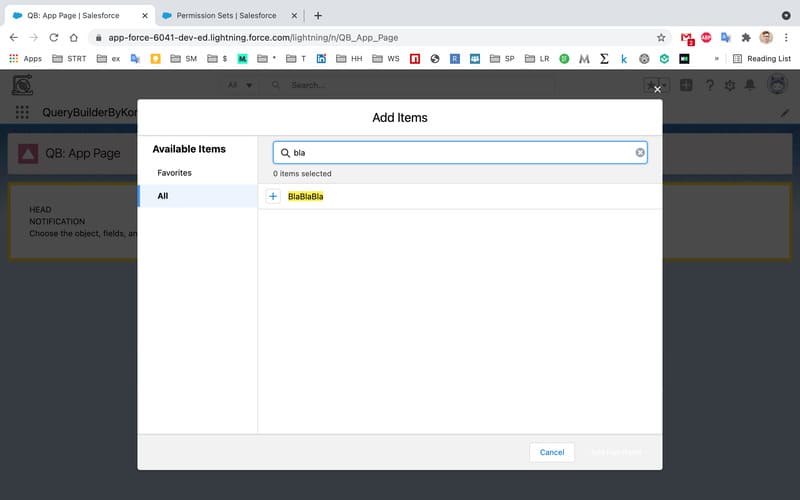 QB: App Page | Salesforce
Permission Sets | Salesforce
app-force-6041-dev-ed.lightning.force.com/lightning/n/QB_App_Page
2
Apps STRT ex SM $ M. * T HH WS R SP LR M Σ k » Reading List
All Search...
QueryBuilderByKor
QB: App Page
HEAD
NOTIFICATION
Choose the object, fields, an
Add Items
Available Items
Favorites
All
bla
0 items selected
BlaBlaBla
Cancel